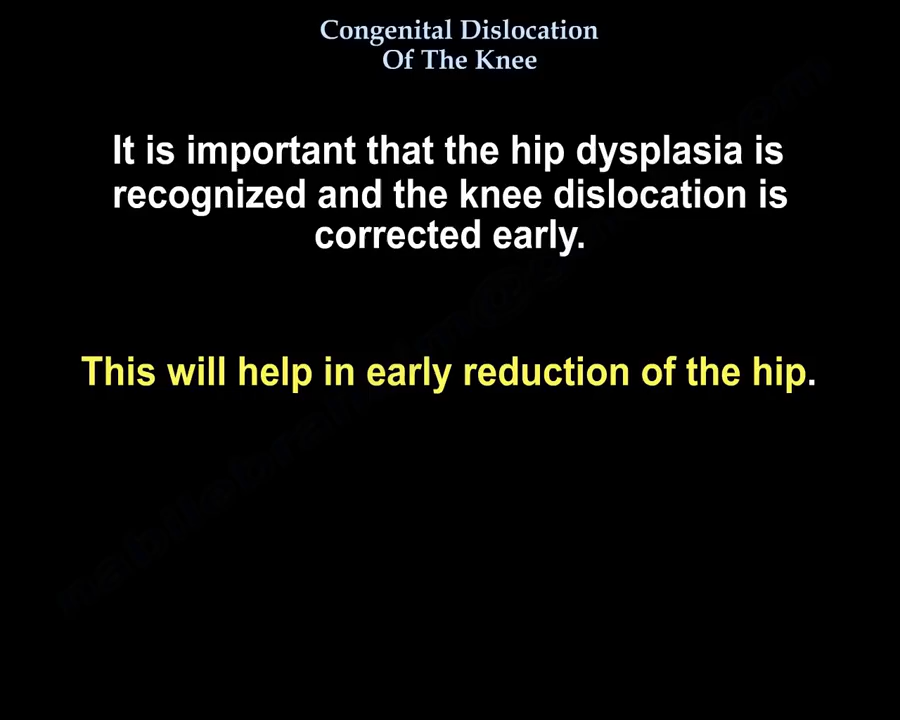 Congenital Dislocation
Of The Knee
It is important that the hip dysplasia is
recognized and the knee dislocation is
corrected early.
This will help in early reduction of the hip.